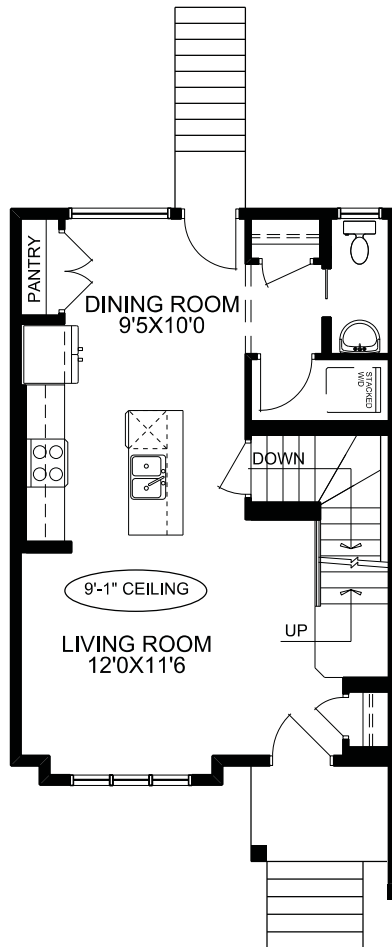 PANTRY
DINING ROOM
9'5X10'0
STACKED
W/D
DOWN
9'-1" CEILING
UP
LIVING ROOM
12'0X11'6